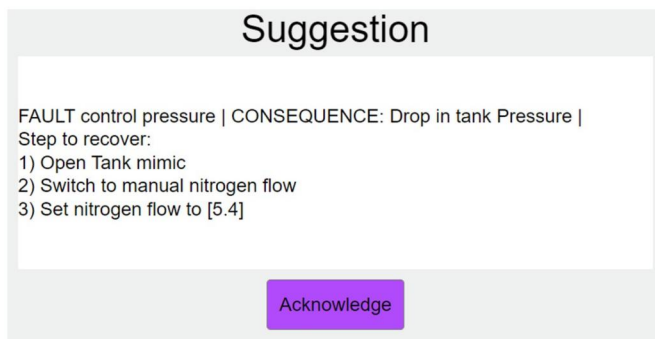 Suggestion
FAULT control pressure | CONSEQUENCE: Drop in tank Pressure |
Step to recover:
1) Open Tank mimic
2) Switch to manual nitrogen flow
3) Set nitrogen flow to [5.4]
Acknowledge